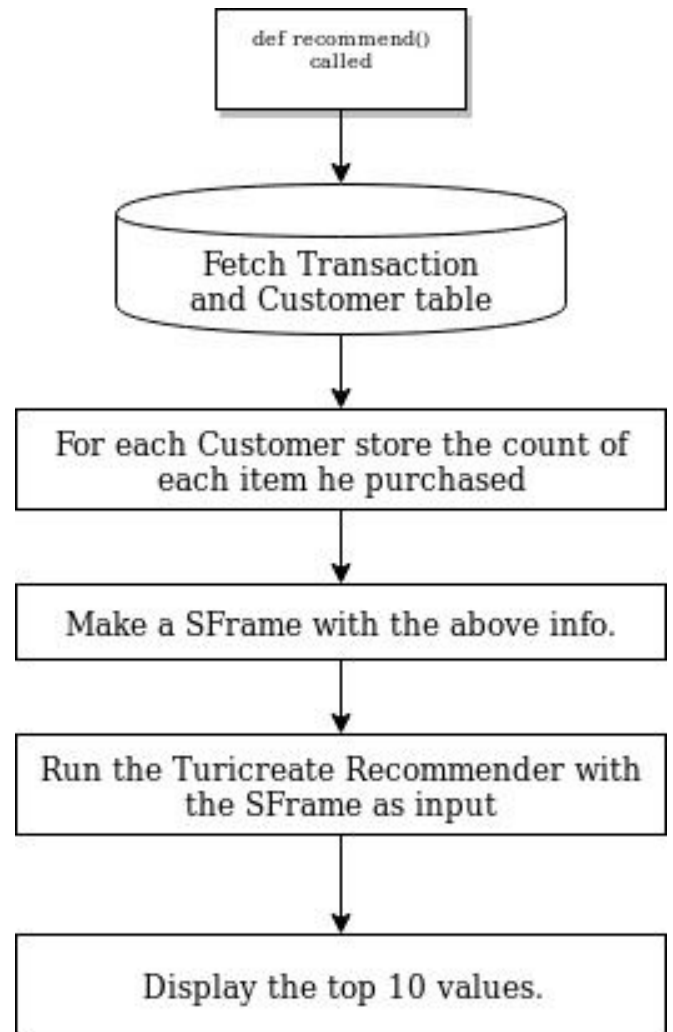 def recommend()
called
Fetch Transaction
and Customer table
For each Customer store the count of
each item he purchased
Make a SFrame with the above info.
Run the Turicreate Recommender with
the SFrame as input
Display the top 10 values.